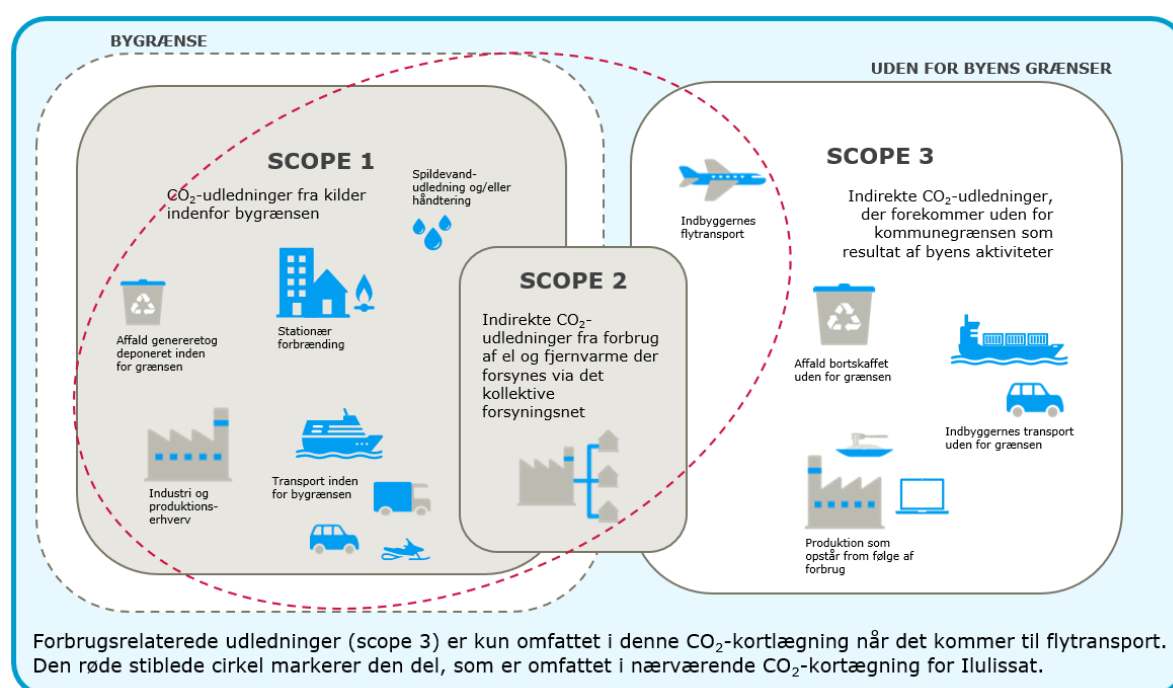 BYGRÆNSE
UDEN FOR BYENS GRÆNSER
SCOPE 1
CO₂-udledninger fra kilder
indenfor bygrænsen
Spildevand-
udledning og/eller
håndtering
Affald genereretog
deponeret inden
for grænsen
Stationær
forbrænding
Industri og
produktions-
erhverv
Transport inden
for bygrænsen
SCOPE 2
Indirekte CO₂-
udledninger fra forbrug
af el og fjernvarme der
forsynes via det
kollektive
forsyningsnet
SCOPE 3
Indirekte CO₂-udledninger,
der forekommer uden for
kommunegrænsen som
resultat af byens aktiviteter
Indbyggernes
flytransport
Affald bortskaffet
uden for grænsen
Indbyggernes transport
uden for grænsen
Produktion som
opstår from følge af
forbrug
Forbrugsrelaterede udledninger (scope 3) er kun omfattet i denne CO₂-kortlægning når det kommer til flytransport.
Den røde stiblede cirkel markerer den del, som er omfattet i nærværende CO₂-kortægning for Ilulissat.